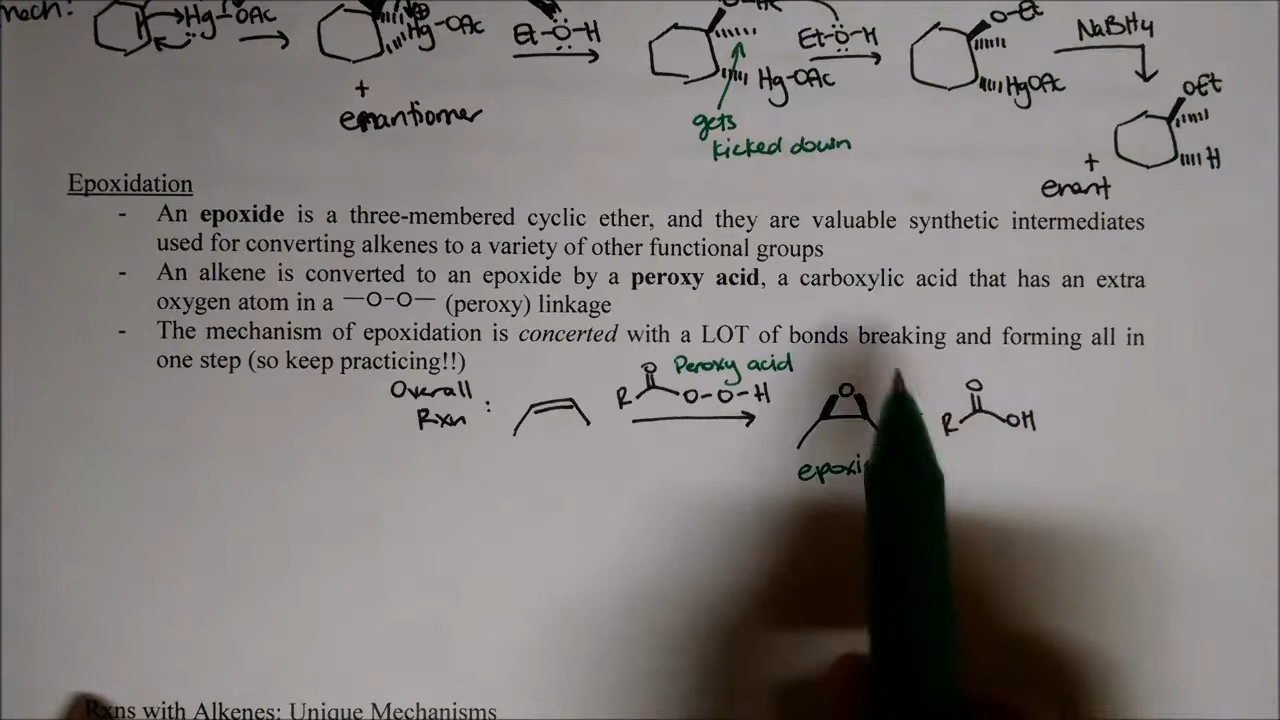 mech: Hg-OAc Hg-OAc Et-O-H Et-O-H O-Et NaBH4
Hg-OAc HgOAc OEt
+
enantiomer
gets
kicked down
H
+
enant
Epoxidation
- An epoxide is a three-membered cyclic ether, and they are valuable synthetic intermediates
used for converting alkenes to a variety of other functional groups
- An alkene is converted to an epoxide by a peroxy acid, a carboxylic acid that has an extra
oxygen atom in a —O-O— (peroxy) linkage
- The mechanism of epoxidation is concerted with a LOT of bonds breaking and forming all in
one step (so keep practicing!!)
Peroxy acid
Overall
Rxn : R O O-O-H O R O OH
Rxns with Alkenes: Unique Mechanisms